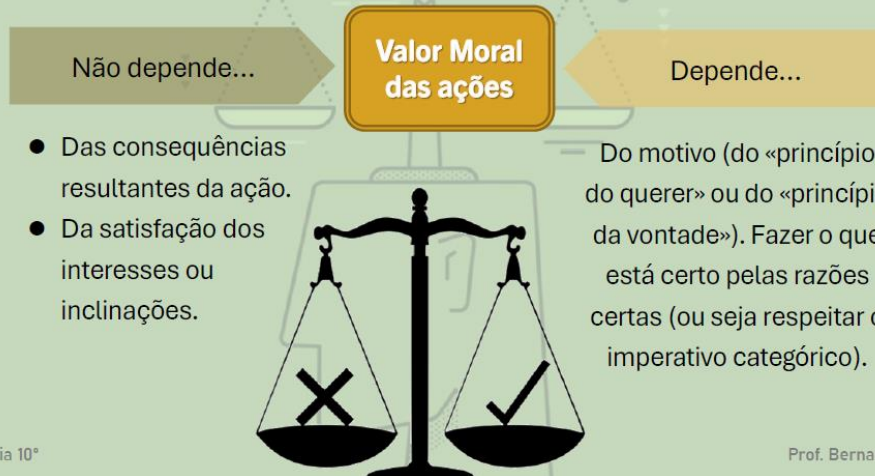 Não depende...
Valor Moral
das ações
Depende...
● Das consequências
resultantes da ação.
● Da satisfação dos
interesses ou
inclinações.
Do motivo (do «princípio
do querer» ou do «princípi
da vontade»). Fazer o que
está certo pelas razões
certas (ou seja respeitar o
imperativo categórico).
ia 10°
Prof. Berna